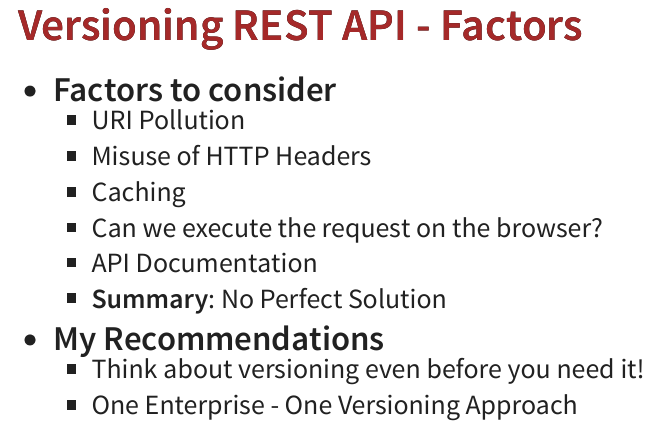 Versioning REST API - Factors
• Factors to consider
▪ URI Pollution
▪ Misuse of HTTP Headers
▪ Caching
▪ Can we execute the request on the browser?
▪ API Documentation
▪ Summary: No Perfect Solution
• My Recommendations
▪ Think about versioning even before you need it!
▪ One Enterprise - One Versioning Approach